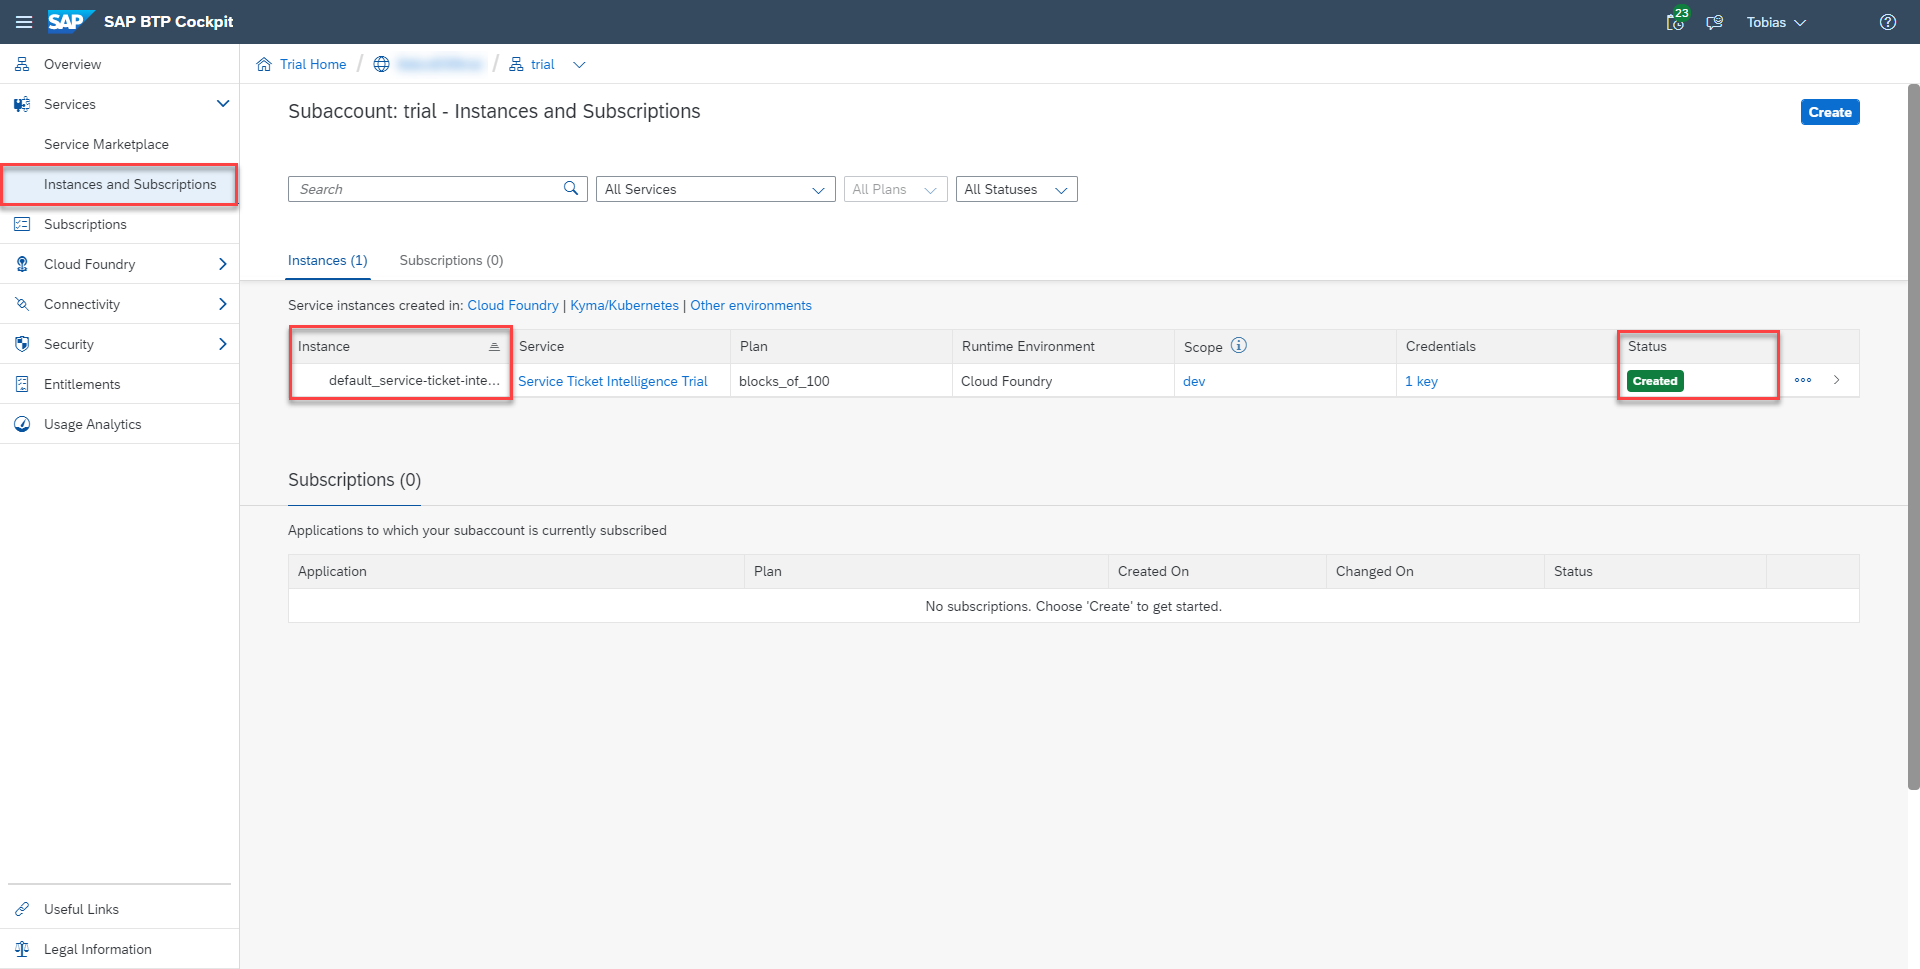 SAP SAP BTP Cockpit 23 Tobias
Overview
Services
Service Marketplace
Instances and Subscriptions
Subscriptions
Cloud Foundry
Connectivity
Security
Entitlements
Usage Analytics
Useful Links
Legal Information
Trial Home / / trial
Subaccount: trial - Instances and Subscriptions Create
Search All Services All Plans All Statuses
Instances (1) Subscriptions (0)
Service instances created in: Cloud Foundry | Kyma/Kubernetes | Other environments
Instance Service Plan Runtime Environment Scope Credentials Status
default_service-ticket-inte... Service Ticket Intelligence Trial blocks_of_100 Cloud Foundry dev 1 key Created
Subscriptions (0)
Applications to which your subaccount is currently subscribed
Application Plan Created On Changed On Status
No subscriptions. Choose 'Create' to get started.